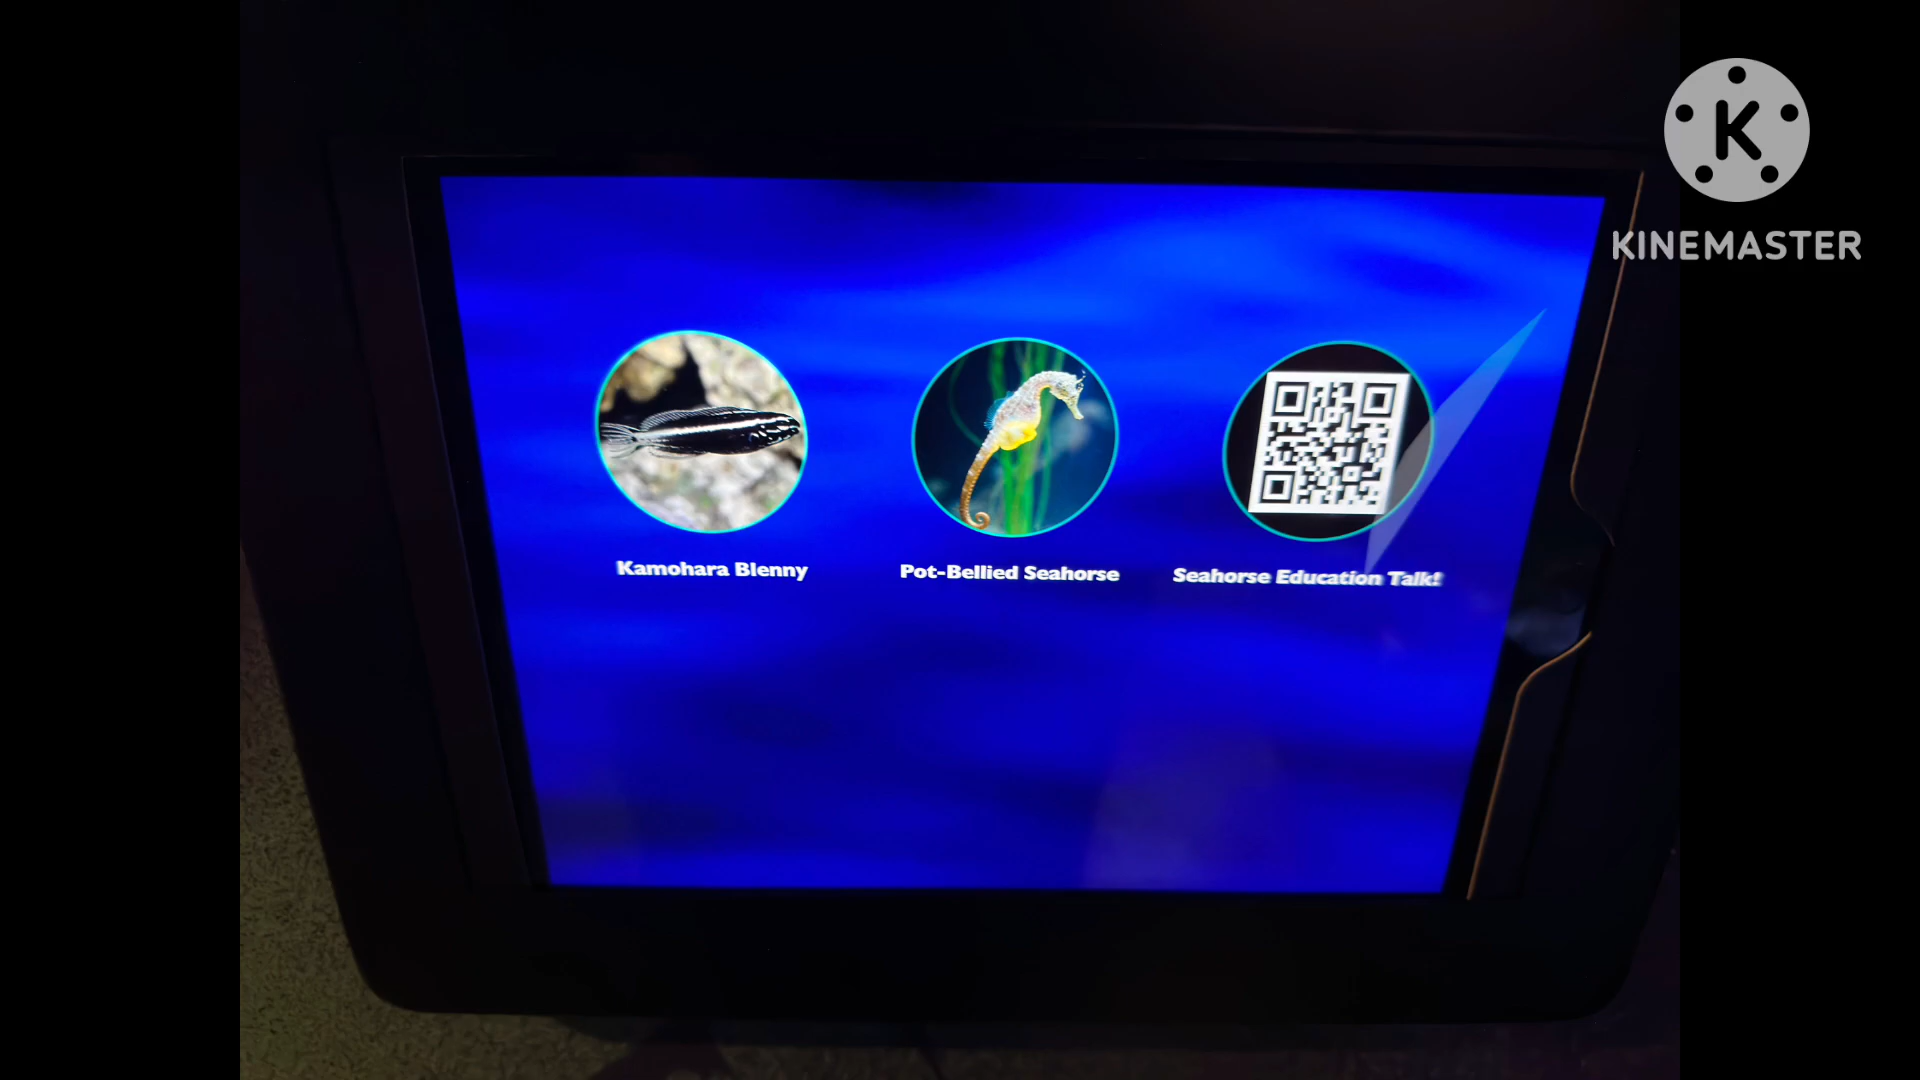 K
KINEMASTER
Kamohara Blenny
Pot-Bellied Seahorse
Seahorse Education Talk!